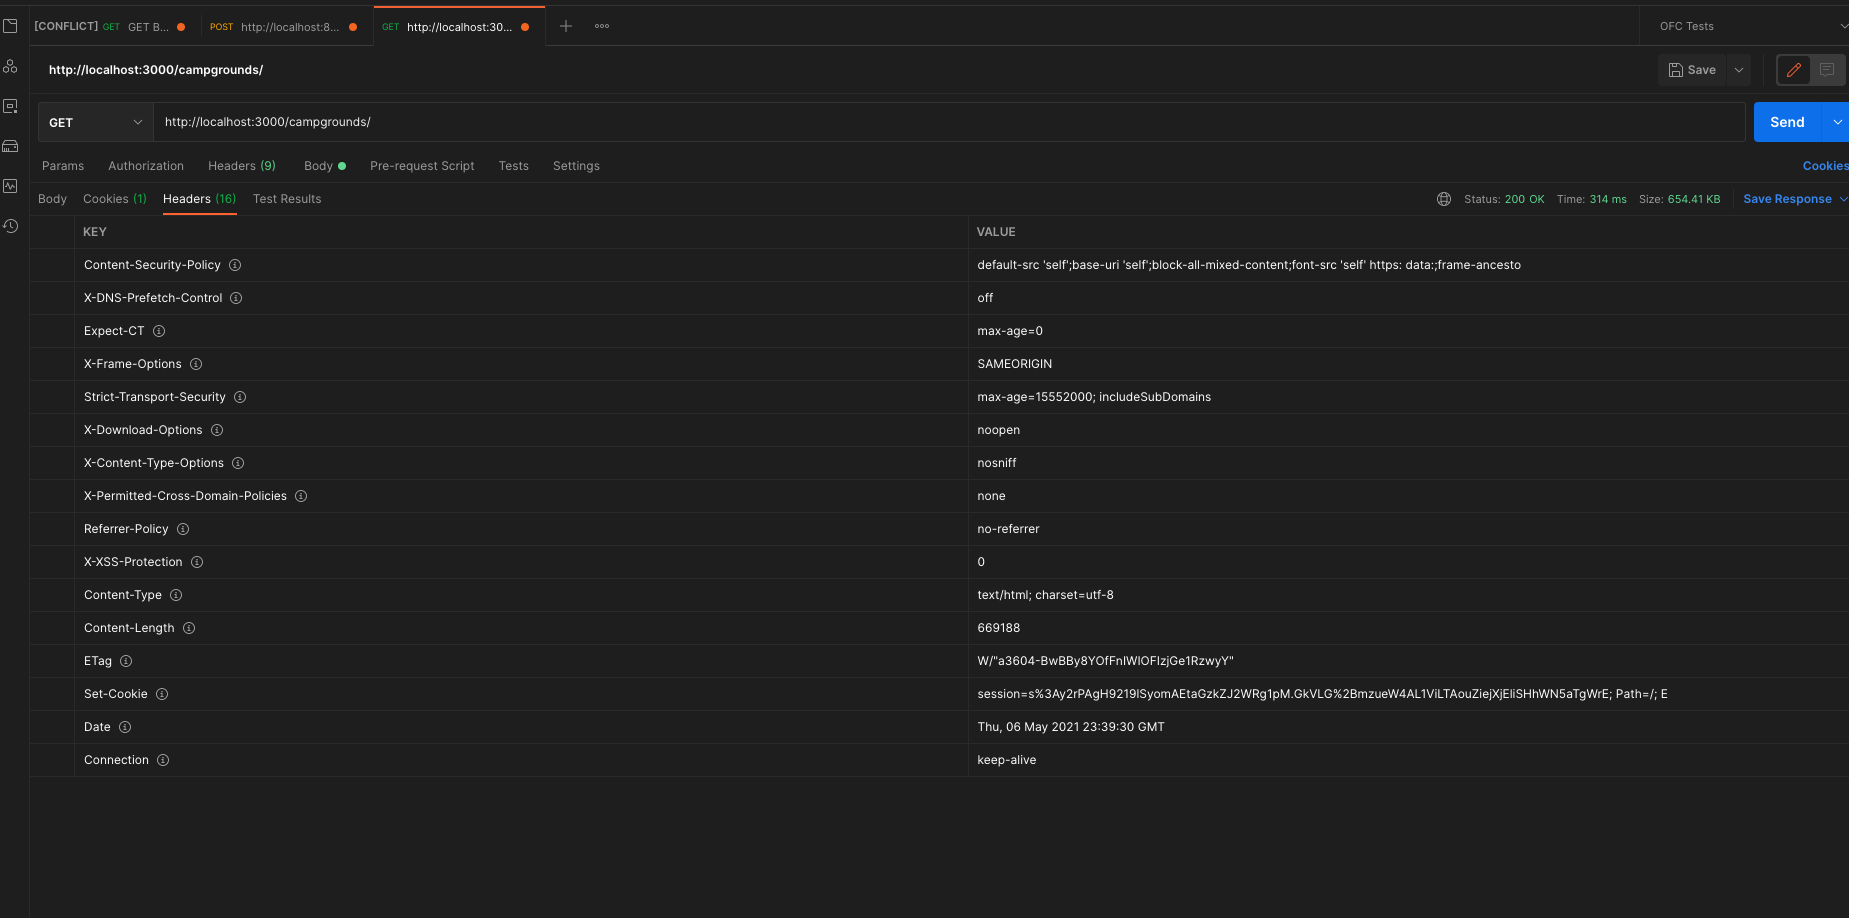 [CONFLICT] GET GET B... POST http://localhost:8... GET http://localhost:30... OFC Tests
http://localhost:3000/campgrounds/ Save
GET http://localhost:3000/campgrounds/ Send
Params Authorization Headers (9) Body Pre-request Script Tests Settings Cookies
Body Cookies (1) Headers (16) Test Results Status: 200 OK Time: 314 ms Size: 654.41 KB Save Response
KEY VALUE
Content-Security-Policy default-src 'self';base-uri 'self';block-all-mixed-content;font-src 'self' https: data:;frame-ancesto
X-DNS-Prefetch-Control off
Expect-CT max-age=0
X-Frame-Options SAMEORIGIN
Strict-Transport-Security max-age=15552000; includeSubDomains
X-Download-Options noopen
X-Content-Type-Options nosniff
X-Permitted-Cross-Domain-Policies none
Referrer-Policy no-referrer
X-XSS-Protection 0
Content-Type text/html; charset=utf-8
Content-Length 669188
ETag W/"a3604-BwBBy8YOfFnIWlOFIzjGe1RzwyY"
Set-Cookie session=s%3Ay2rPAgH9219lSyomAEtaGzkZJ2WRg1pM.GkVLG%2BmzueW4AL1ViLTAouZiejXjEliSHhWN5aTgWrE; Path=/; E
Date Thu, 06 May 2021 23:39:30 GMT
Connection keep-alive